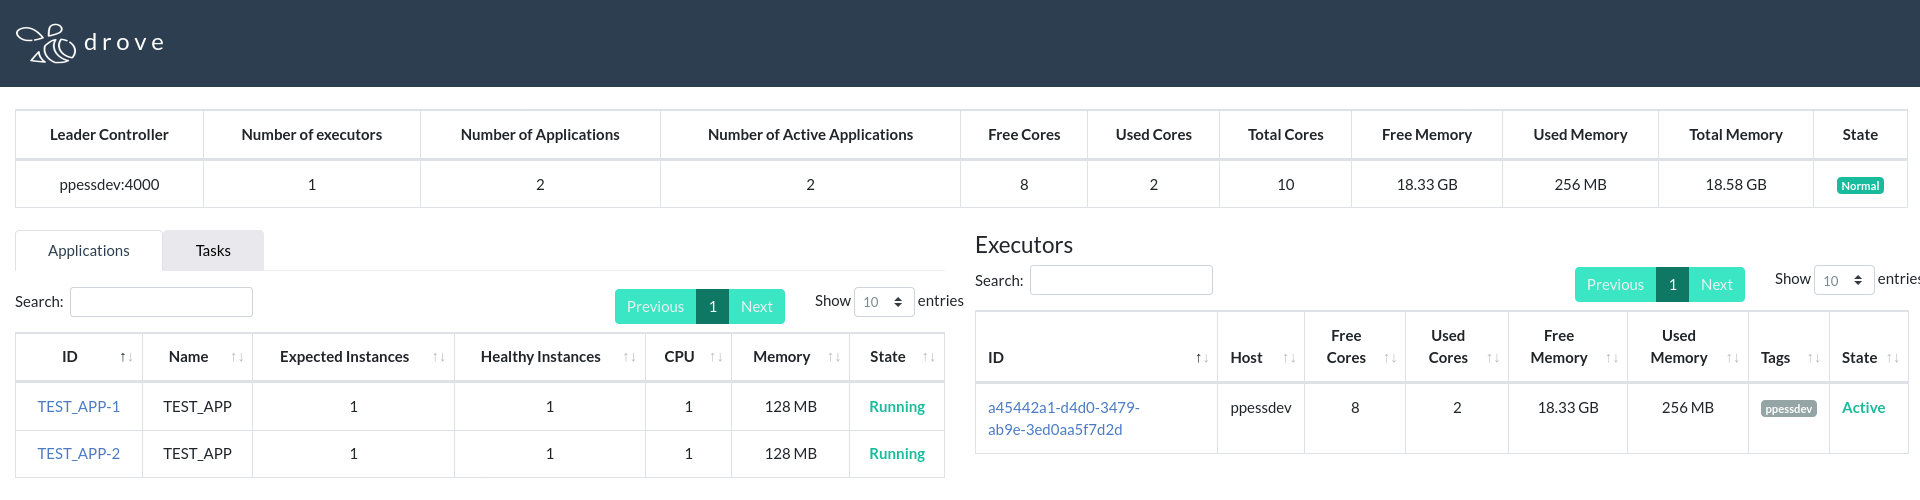 drove
Leader Controller Number of executors Number of Applications Number of Active Applications Free Cores Used Cores Total Cores Free Memory Used Memory Total Memory State
ppessdev:4000 1 2 2 8 2 10 18.33 GB 256 MB 18.58 GB Normal
Applications Tasks
Search: Previous 1 Next Show 10 entries
ID Name Expected Instances Healthy Instances CPU Memory State
TEST_APP-1 TEST_APP 1 1 1 128 MB Running
TEST_APP-2 TEST_APP 1 1 1 128 MB Running
Executors
Search: Previous 1 Next Show 10 entries
ID Host Free Cores Used Cores Free Memory Used Memory Tags State
a45442a1-d4d0-3479- ppessdev 8 2 18.33 GB 256 MB ppessdev Active
ab9e-3ed0aa5f7d2d